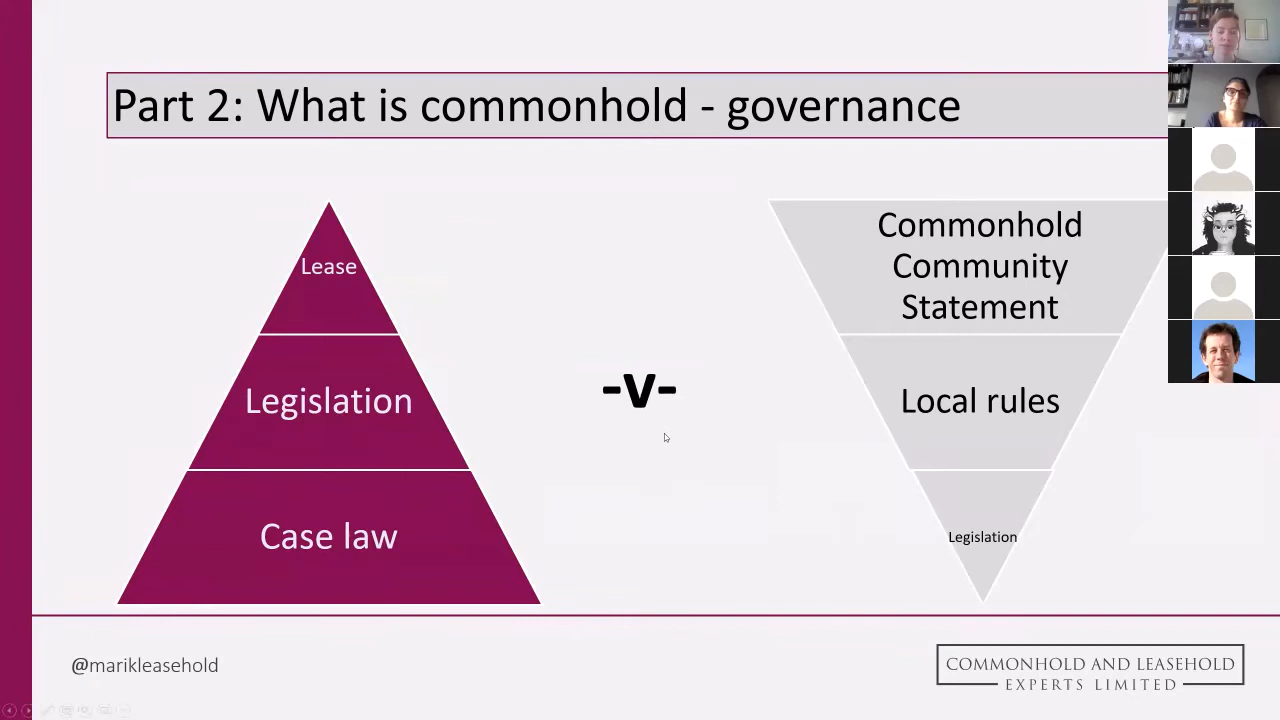 Part 2: What is commonhold - governance
Lease
Legislation
Case law
-v-
Commonhold
Community
Statement
Local rules
Legislation
@marikleasehold
COMMONHOLD AND LEASEHOLD
EXPERTS LIMITED